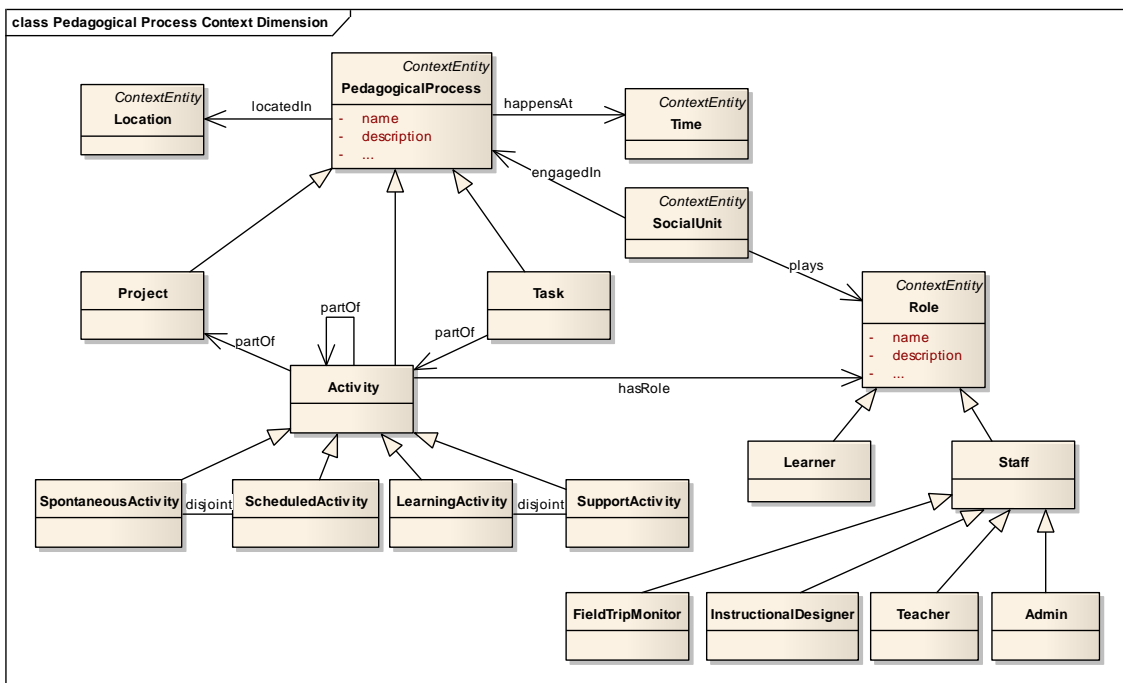 class Pedagogical Process Context Dimension
ContextEntity
PedagogicalProcess
- name
- description
- ...
ContextEntity
Location
locatedIn
happensAt
ContextEntity
Time
engagedIn
ContextEntity
SocialUnit
plays
ContextEntity
Role
- name
- description
- ...
Project
Task
partOf
partOf
partOf
Activity
hasRole
Learner
Staff
SpontaneousActivity
disjoint
ScheduledActivity
LearningActivity
disjoint
SupportActivity
FieldTripMonitor
InstructionalDesigner
Teacher
Admin